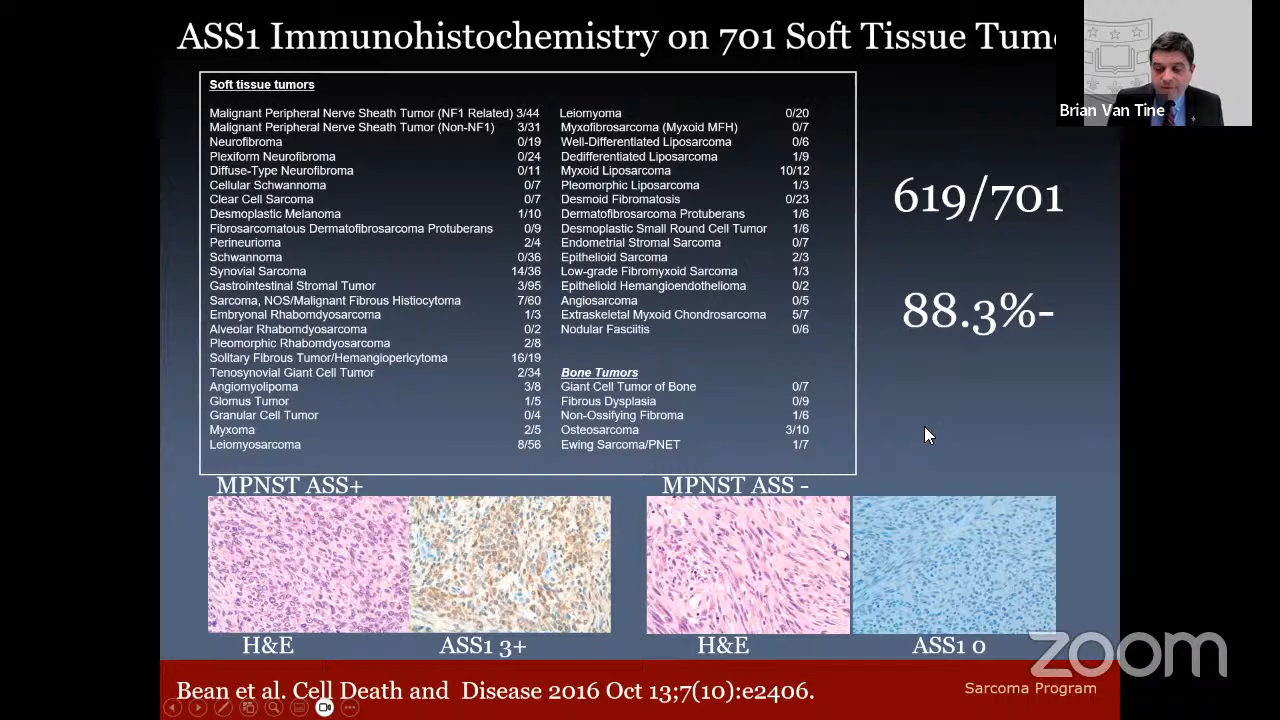 ASS1 Immunohistochemistry on 701 Soft Tissue Tum
Brian Van Tine
Soft tissue tumors
Malignant Peripheral Nerve Sheath Tumor (NF1 Related) 3/44
Malignant Peripheral Nerve Sheath Tumor (Non-NF1) 3/31
Neurofibroma 0/19
Plexiform Neurofibroma 0/24
Diffuse-Type Neurofibroma 0/11
Cellular Schwannoma 0/7
Clear Cell Sarcoma 0/7
Desmoplastic Melanoma 1/10
Fibrosarcomatous Dermatofibrosarcoma Protuberans 0/9
Perineurioma 2/4
Schwannoma 0/36
Synovial Sarcoma 14/36
Gastrointestinal Stromal Tumor 3/95
Sarcoma, NOS/Malignant Fibrous Histiocytoma 7/60
Embryonal Rhabomdyosarcoma 1/3
Alveolar Rhabomdyosarcoma 0/2
Pleomorphic Rhabomdyosarcoma 2/8
Solitary Fibrous Tumor/Hemangiopericytoma 16/19
Tenosynovial Giant Cell Tumor 2/34
Angiomyolipoma 3/8
Glomus Tumor 1/5
Granular Cell Tumor 0/4
Myxoma 2/5
Leiomyosarcoma 8/56
Leiomyoma 0/20
Myxofibrosarcoma (Myxoid MFH) 0/7
Well-Differentiated Liposarcoma 0/6
Dedifferentiated Liposarcoma 1/9
Myxoid Liposarcoma 10/12
Pleomorphic Liposarcoma 1/3
Desmoid Fibromatosis 0/23
Dermatofibrosarcoma Protuberans 1/6
Desmoplastic Small Round Cell Tumor 1/6
Endometrial Stromal Sarcoma 0/7
Epithelioid Sarcoma 2/3
Low-grade Fibromyxoid Sarcoma 1/3
Epithelioid Hemangioendothelioma 0/2
Angiosarcoma 0/5
Extraskeletal Myxoid Chondrosarcoma 5/7
Nodular Fasciitis 0/6
Bone Tumors
Giant Cell Tumor of Bone 0/7
Fibrous Dysplasia 0/9
Non-Ossifying Fibroma 1/6
Osteosarcoma 3/10
Ewing Sarcoma/PNET 1/7
619/701
88.3%-
MPNST ASS+
MPNST ASS -
H&E
ASS1 3+
H&E
ASS1 0
zoom
Bean et al. Cell Death and Disease 2016 Oct 13;7(10):e2406.
Sarcoma Program